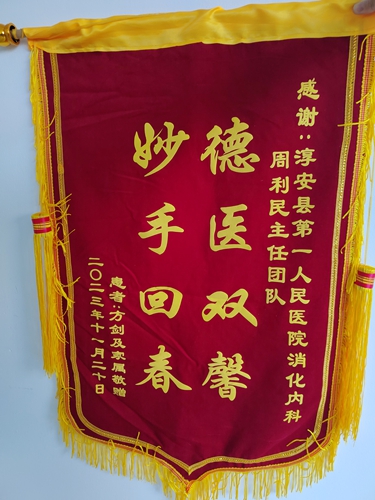 感谢:淳安县第一人民医院消化内科
周利民主任团队
德医双馨
妙手回春
患者:方剑及家属敬赠
二〇二三年十一月二十日